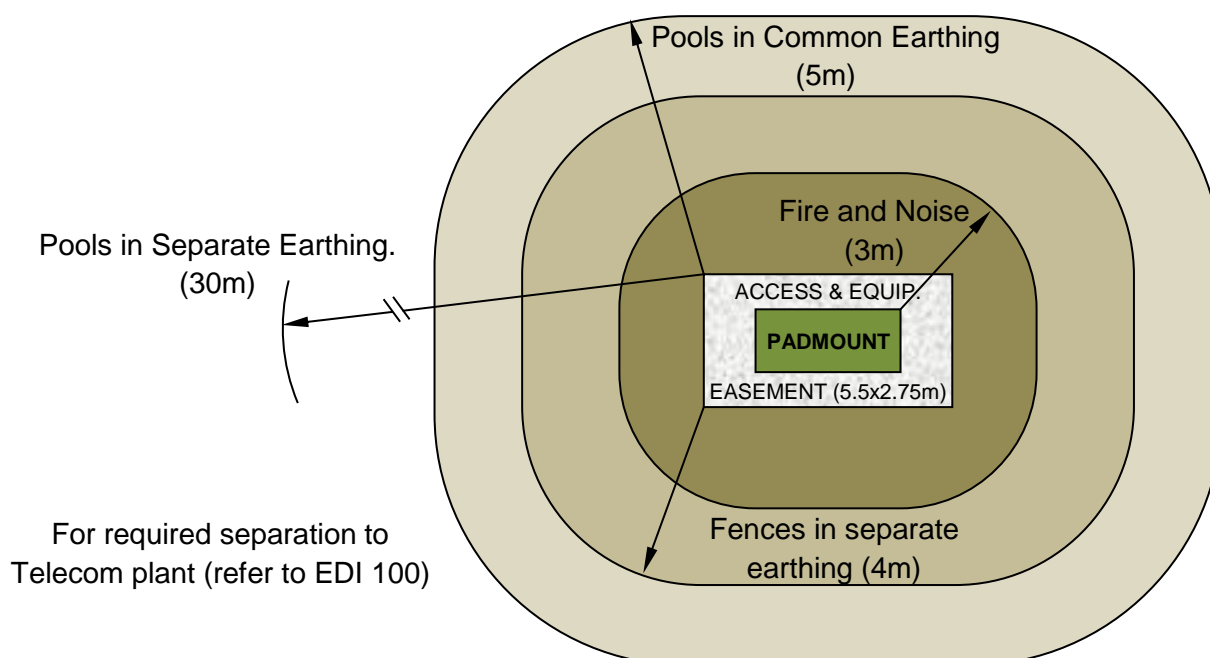 Pools in Common Earthing
(5m)
Fire and Noise
(3m)
Pools in Separate Earthing.
(30m)
ACCESS & EQUIP.
PADMOUNT
EASEMENT (5.5x2.75m)
Fences in separate
earthing (4m)
For required separation to
Telecom plant (refer to EDI 100)